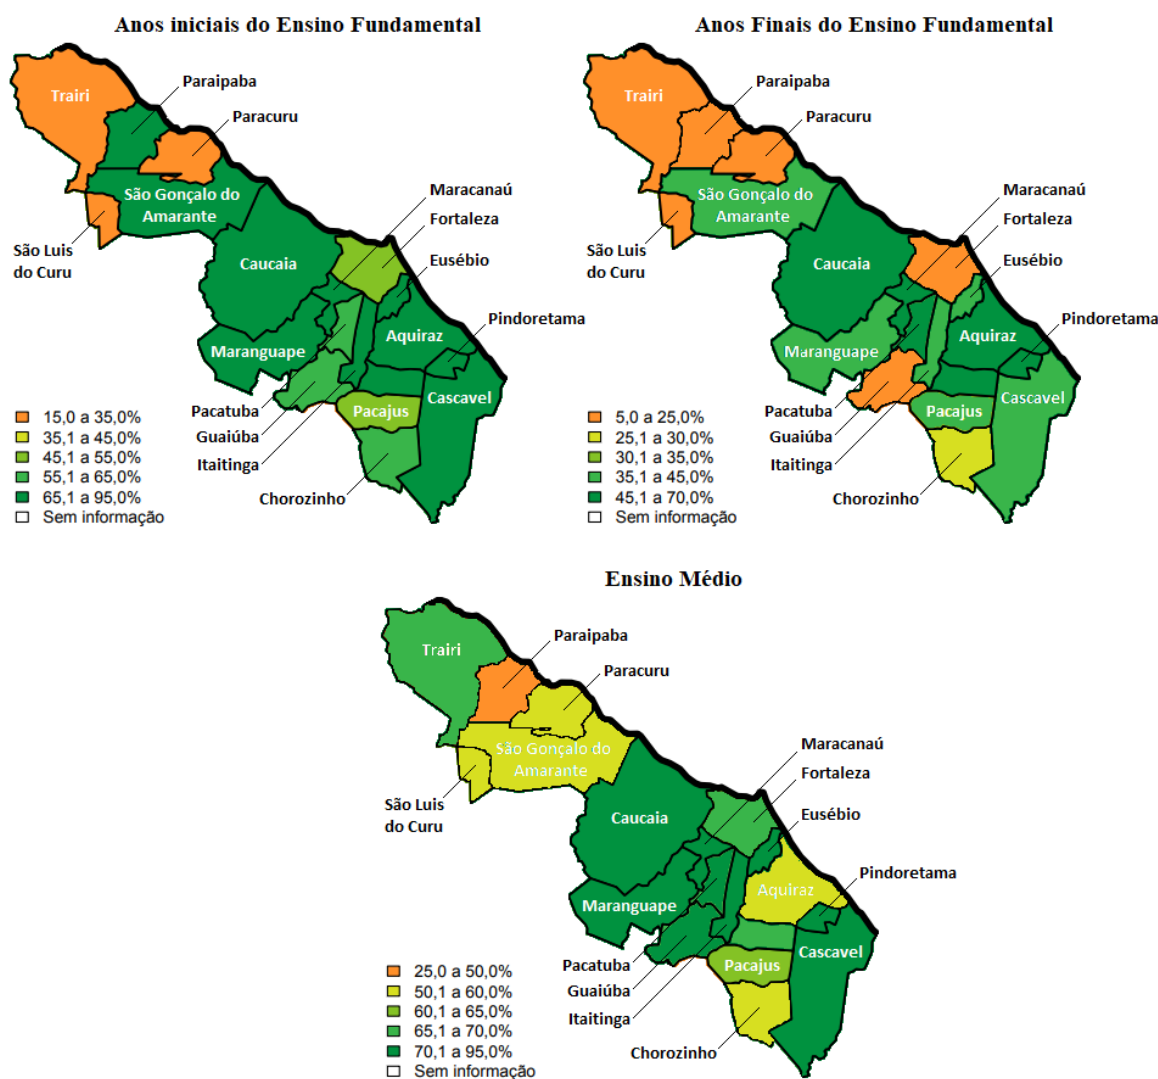 Anos iniciais do Ensino Fundamental
Paraipaba
Trairi
Paracuru
Maracanaú
São Gonçalo do
Amarante
Fortaleza
São Luis
do Curu
Eusébio
Caucaia
Pindoretama
Aquiraz
Maranguape
Cascavel
Pacatuba
Pacajus
Guaiúba
Itaitinga
Chorozinho
15,0 a 35,0%
35,1 a 45,0%
45,1 a 55,0%
55,1 a 65,0%
65,1 a 95,0%
Sem informação
Anos Finais do Ensino Fundamental
Paraipaba
Trairi
Paracuru
Maracanaú
São Gonçalo do
Amarante
Fortaleza
São Luis
do Curu
Eusébio
Caucaia
Pindoretama
Aquiraz
Maranguape
Cascavel
Pacatuba
Pacajus
Guaiúba
Itaitinga
Chorozinho
5,0 a 25,0%
25,1 a 30,0%
30,1 a 35,0%
35,1 a 45,0%
45,1 a 70,0%
Sem informação
Ensino Médio
Paraipaba
Trairi
Paracuru
Maracanaú
São Gonçalo do
Amarante
Fortaleza
São Luis
do Curu
Eusébio
Caucaia
Pindoretama
Aquiraz
Maranguape
Cascavel
Pacatuba
Pacajus
Guaiúba
Itaitinga
Chorozinho
25,0 a 50,0%
50,1 a 60,0%
60,1 a 65,0%
65,1 a 70,0%
70,1 a 95,0%
Sem informação